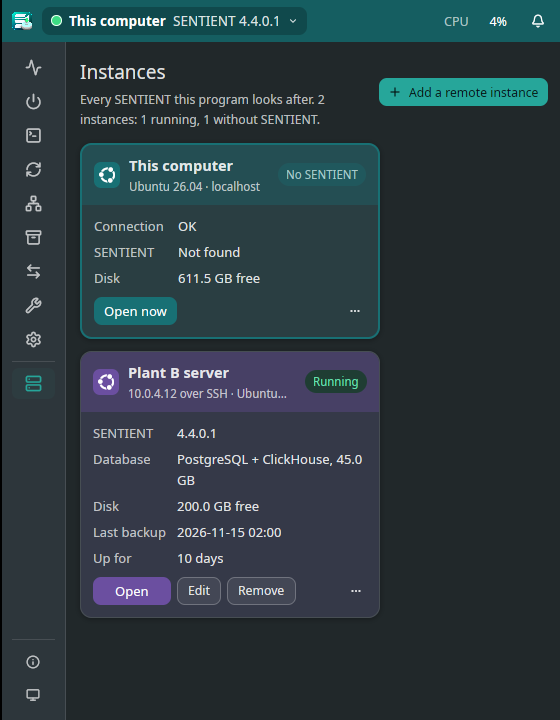 This computer SENTIENT 4.4.0.1
CPU 4%
Instances
Every SENTIENT this program looks after. 2
instances: 1 running, 1 without SENTIENT.
Add a remote instance
This computer
Ubuntu 26.04 · localhost
No SENTIENT
Connection OK
SENTIENT Not found
Disk 611.5 GB free
Open now
Plant B server
10.0.4.12 over SSH · Ubuntu...
Running
SENTIENT 4.4.0.1
Database PostgreSQL + ClickHouse, 45.0
GB
Disk 200.0 GB free
Last backup 2026-11-15 02:00
Up for 10 days
Open Edit Remove